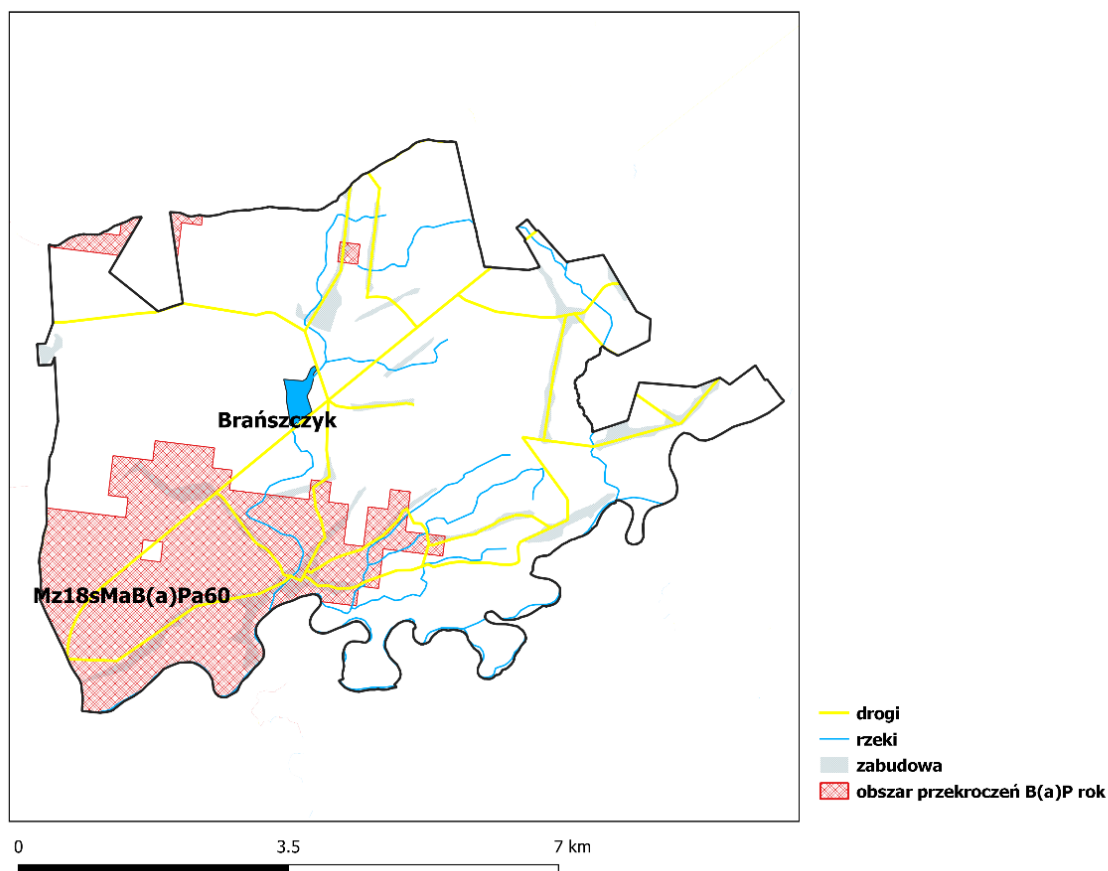 Brańszczyk
Mz18sMaB(a)Pa60
drogi
rzeki
zabudowa
obszar przekroczeń B(a)P rok
0 3.5 7 km